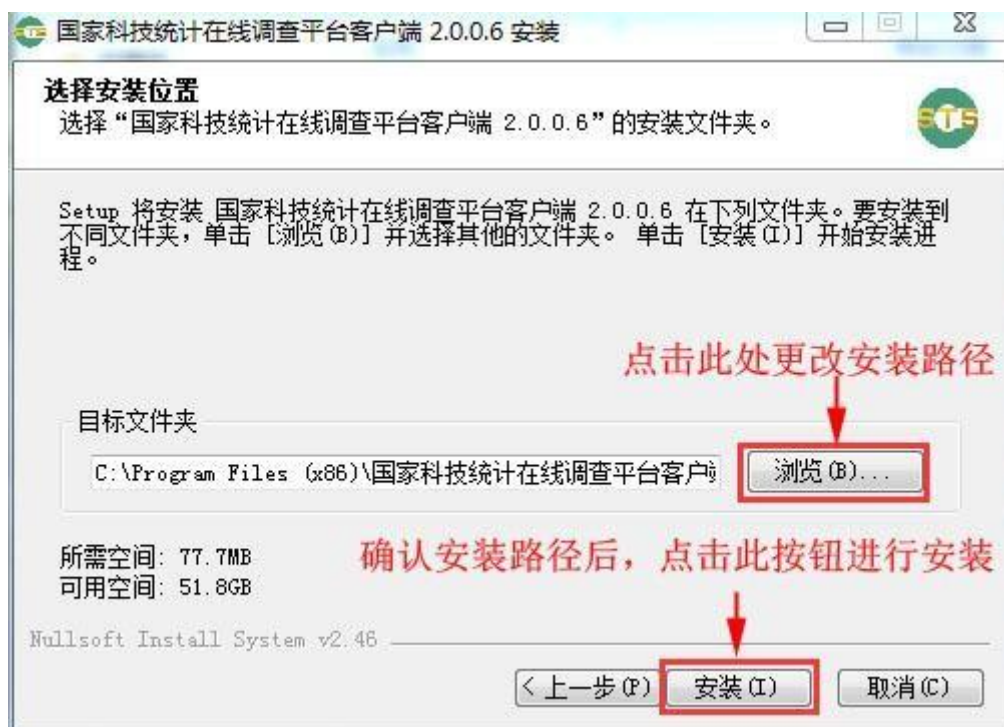 STS
国家科技统计在线调查平台客户端 2.0.0.6 安装
选择安装位置
选择“国家科技统计在线调查平台客户端 2.0.0.6”的安装文件夹。
STS
Setup 将安装 国家科技统计在线调查平台客户端 2.0.0.6 在下列文件夹。要安装到
不同文件夹，单击 [浏览(B)] 并选择其他的文件夹。 单击 [安装(I)] 开始安装进
程。
点击此处更改安装路径
目标文件夹
C:\Program Files (x86)\国家科技统计在线调查平台客户
浏览(B)...
所需空间: 77.7MB
确认安装路径后，点击此按钮进行安装
可用空间: 51.8GB
Nullsoft Install System v2.46
< 上一步(P)
安装(I)
取消(C)